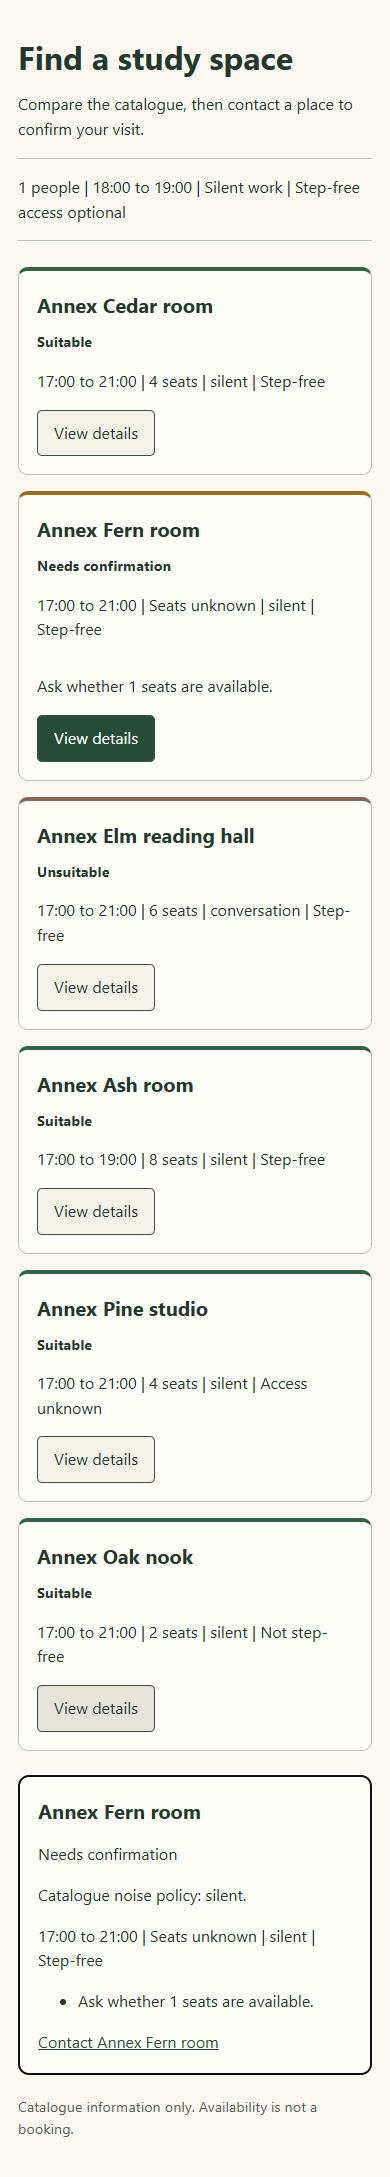 Find a study space
Compare the catalogue, then contact a place to
confirm your visit.
1 people | 18:00 to 19:00 | Silent work | Step-free
access optional
Annex Cedar room
Suitable
17:00 to 21:00 | 4 seats | silent | Step-free
View details
Annex Fern room
Needs confirmation
17:00 to 21:00 | Seats unknown | silent |
Step-free
Ask whether 1 seats are available.
View details
Annex Elm reading hall
Unsuitable
17:00 to 21:00 | 6 seats | conversation | Step-
free
View details
Annex Ash room
Suitable
17:00 to 19:00 | 8 seats | silent | Step-free
View details
Annex Pine studio
Suitable
17:00 to 21:00 | 4 seats | silent | Access
unknown
View details
Annex Oak nook
Suitable
17:00 to 21:00 | 2 seats | silent | Not step-
free
View details
Annex Fern room
Needs confirmation
Catalogue noise policy: silent.
17:00 to 21:00 | Seats unknown | silent |
Step-free
• Ask whether 1 seats are available.
Contact Annex Fern room
Catalogue information only. Availability is not a
booking.